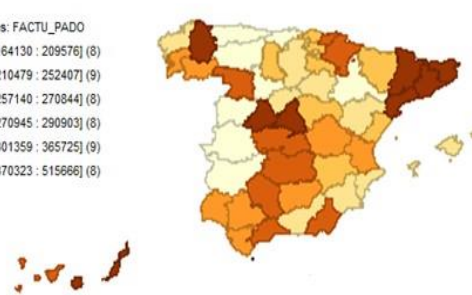 s: FACTU_PADO
64130 : 209576] (8)
210479 : 252407] (9)
257140 : 270844] (8)
270945 : 290903] (8)
301359 : 365725] (9)
370323 : 515666] (8)